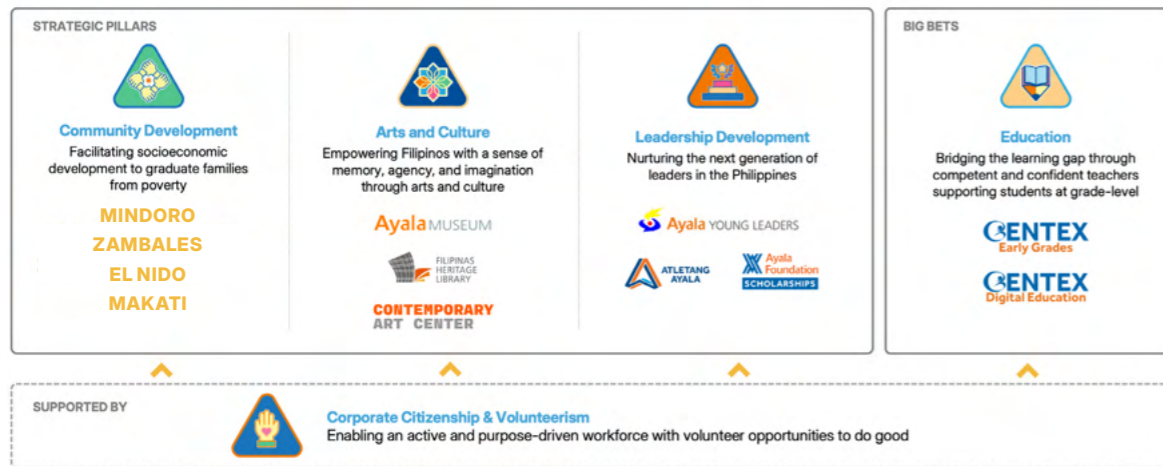 STRATEGIC PILLARS
Community Development
Facilitating socioeconomic
development to graduate families
from poverty
MINDORO
ZAMBALES
EL NIDO
MAKATI
Arts and Culture
Empowering Filipinos with a sense of
memory, agency, and imagination
through arts and culture
Ayala MUSEUM
FILIPINAS
HERITAGE
LIBRARY
CONTEMPORARY
ART CENTER
Leadership Development
Nurturing the next generation of
leaders in the Philippines
Ayala YOUNG LEADERS
ATLETANG
AYALA
Ayala
Foundation
SCHOLARSHIPS
BIG BETS
Education
Bridging the learning gap through
competent and confident teachers
supporting students at grade-level
CENTEX
Early Grades
CENTEX
Digital Education
SUPPORTED BY
Corporate Citizenship & Volunteerism
Enabling an active and purpose-driven workforce with volunteer opportunities to do good